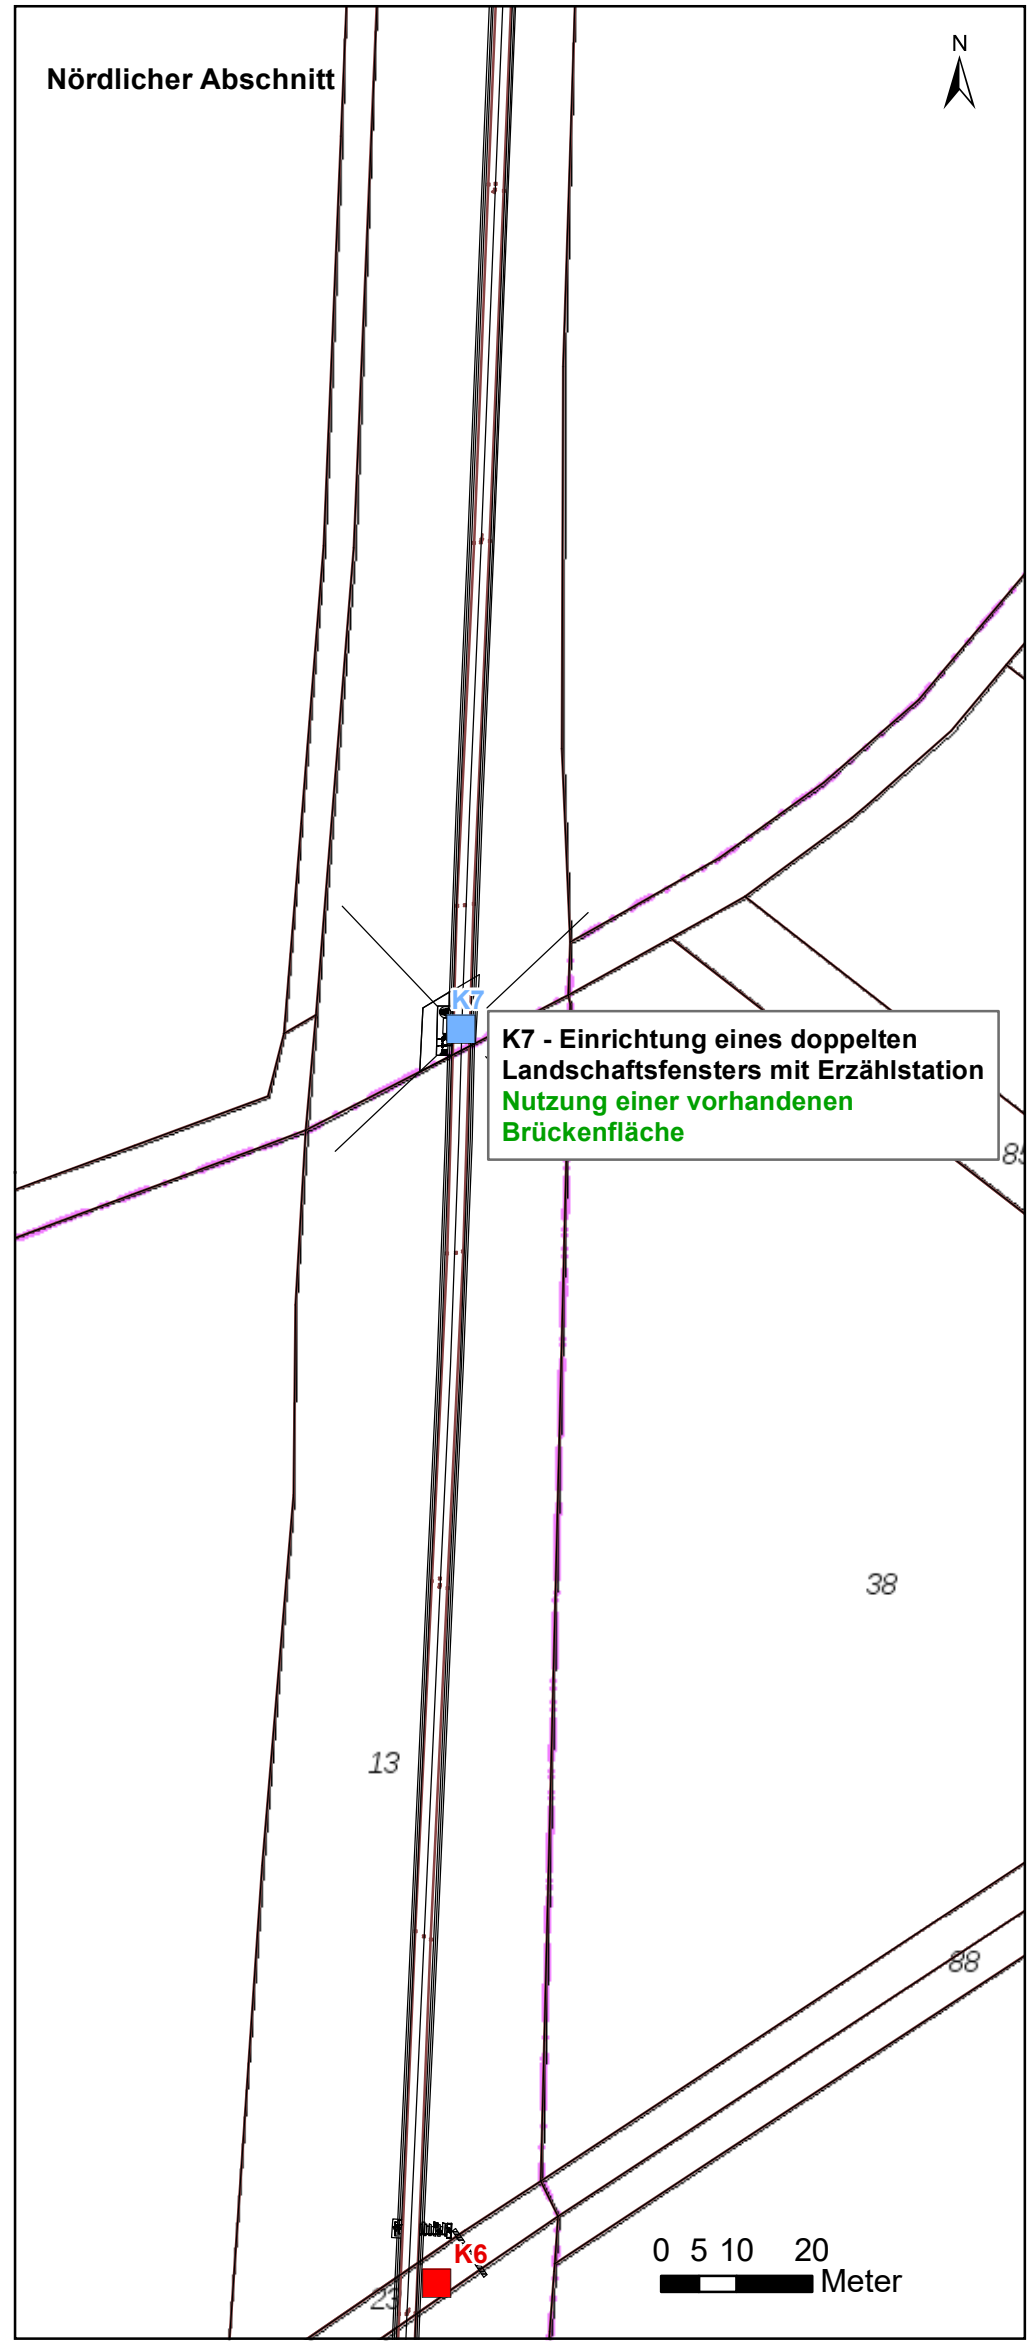 Nördlicher Abschnitt
N
K7
K7 - Einrichtung eines doppelten
Landschaftsfensters mit Erzählstation
Nutzung einer vorhandenen
Brückenfläche
38
13
88
K6
23
0 5 10 20
Meter